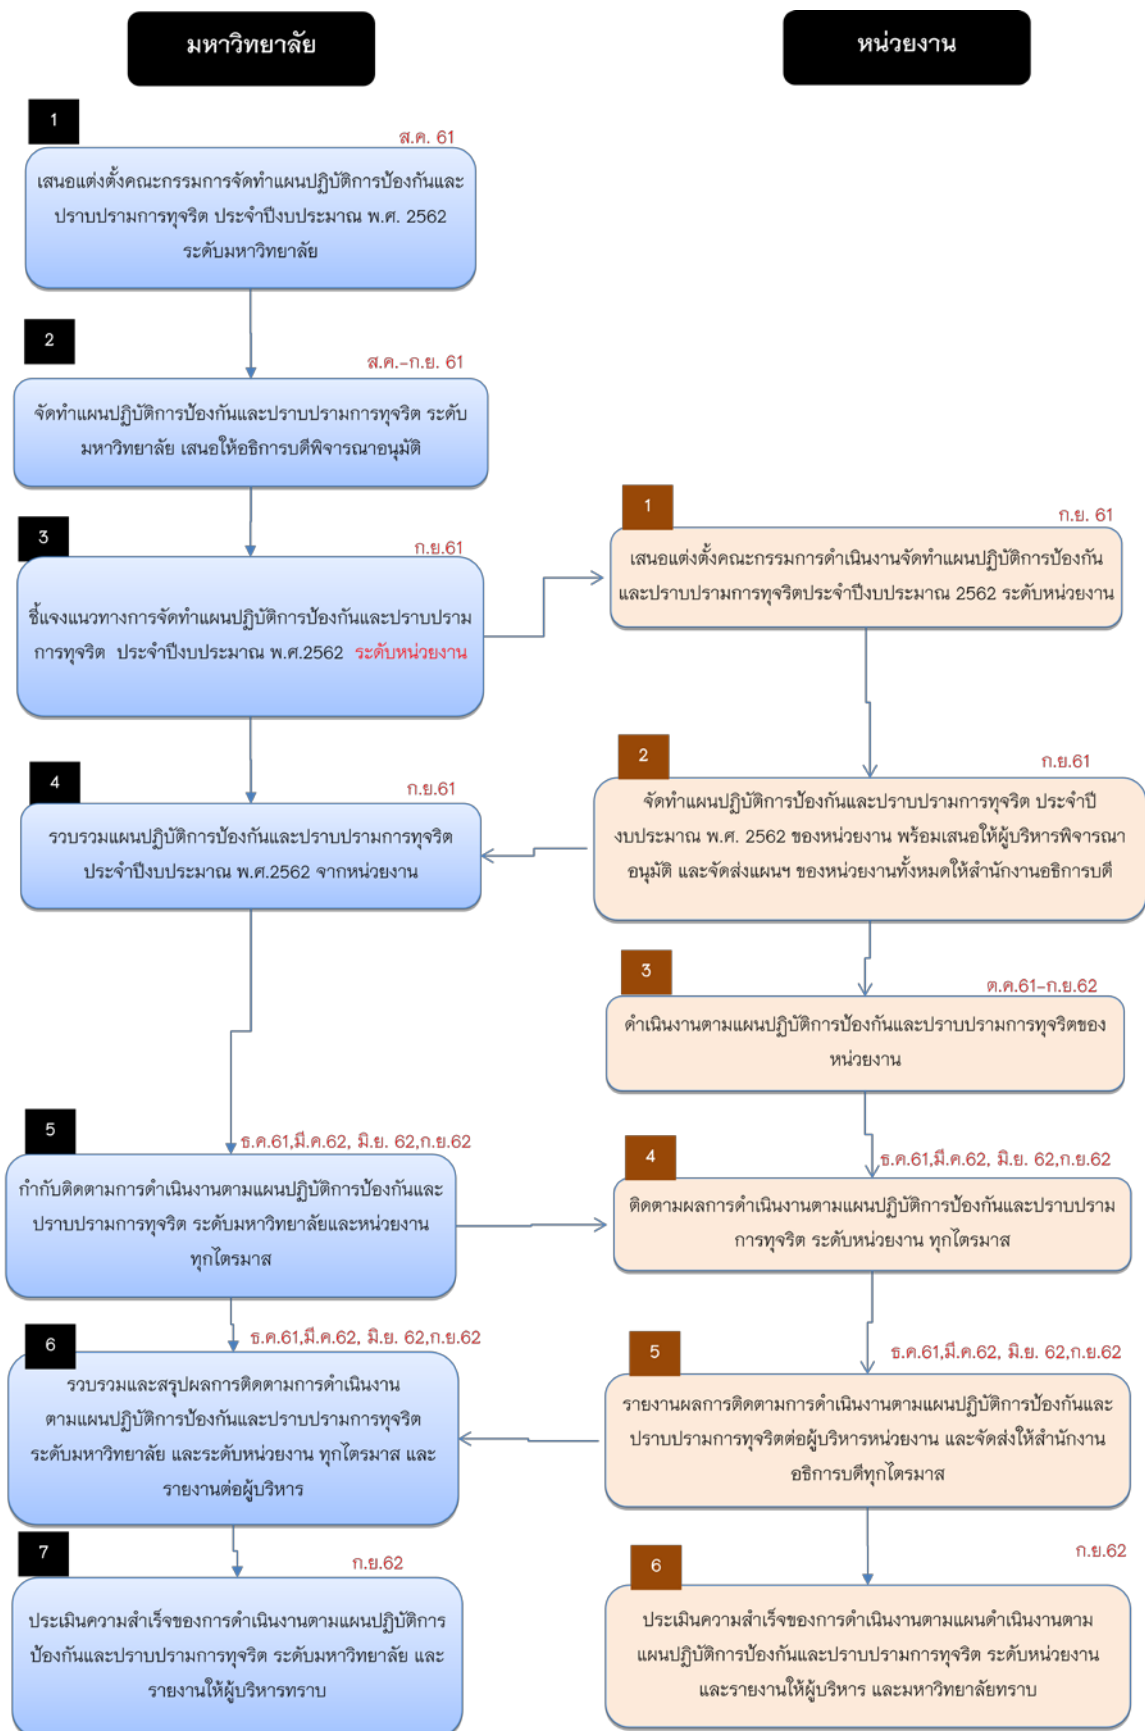 มหาวิทยาลัย
1
ส.ค. 61
เสนอแต่งตั้งคณะกรรมการจัดทำแผนปฏิบัติการป้องกันและ
ปราบปรามการทุจริต ประจำปีงบประมาณ พ.ศ. 2562
ระดับมหาวิทยาลัย
2
ส.ค.-ก.ย. 61
จัดทำแผนปฏิบัติการป้องกันและปราบปรามการทุจริต ระดับ
มหาวิทยาลัย เสนอให้อธิการบดีพิจารณาอนุมัติ
3
ก.ย.61
ชี้แจงแนวทางการจัดทำแผนปฏิบัติการป้องกันและปราบปราม
การทุจริต ประจำปีงบประมาณ พ.ศ.2562 ระดับหน่วยงาน
4
ก.ย.61
รวบรวมแผนปฏิบัติการป้องกันและปราบปรามการทุจริต
ประจำปีงบประมาณ พ.ศ.2562 จากหน่วยงาน
5
ธ.ค.61,มี.ค.62, มิ.ย. 62,ก.ย.62
กำกับติดตามการดำเนินงานตามแผนปฏิบัติการป้องกันและ
ปราบปรามการทุจริต ระดับมหาวิทยาลัยและหน่วยงาน
ทุกไตรมาส
6
ธ.ค.61,มี.ค.62, มิ.ย. 62,ก.ย.62
รวบรวมและสรุปผลการติดตามการดำเนินงาน
ตามแผนปฏิบัติการป้องกันและปราบปรามการทุจริต
ระดับมหาวิทยาลัย และระดับหน่วยงาน ทุกไตรมาส และ
รายงานต่อผู้บริหาร
7
ก.ย.62
ประเมินความสำเร็จของการดำเนินงานตามแผนปฏิบัติการ
ป้องกันและปราบปรามการทุจริต ระดับมหาวิทยาลัย และ
รายงานให้ผู้บริหารทราบ
หน่วยงาน
1
ก.ย. 61
เสนอแต่งตั้งคณะกรรมการดำเนินงานจัดทำแผนปฏิบัติการป้องกัน
และปราบปรามการทุจริตประจำปีงบประมาณ 2562 ระดับหน่วยงาน
2
ก.ย.61
จัดทำแผนปฏิบัติการป้องกันและปราบปรามการทุจริต ประจำปี
งบประมาณ พ.ศ. 2562 ของหน่วยงาน พร้อมเสนอให้ผู้บริหารพิจารณา
อนุมัติ และจัดส่งแผนฯ ของหน่วยงานทั้งหมดให้สำนักงานอธิการบดี
3
ต.ค.61-ก.ย.62
ดำเนินงานตามแผนปฏิบัติการป้องกันและปราบปรามการทุจริตของ
หน่วยงาน
4
ธ.ค.61,มี.ค.62, มิ.ย. 62,ก.ย.62
ติดตามผลการดำเนินงานตามแผนปฏิบัติการป้องกันและปราบปราม
การทุจริต ระดับหน่วยงาน ทุกไตรมาส
5
ธ.ค.61,มี.ค.62, มิ.ย. 62,ก.ย.62
รายงานผลการติดตามการดำเนินงานตามแผนปฏิบัติการป้องกันและ
ปราบปรามการทุจริตต่อผู้บริหารหน่วยงาน และจัดส่งให้สำนักงาน
อธิการบดีทุกไตรมาส
6
ก.ย.62
ประเมินความสำเร็จของการดำเนินงานตามแผนดำเนินงานตาม
แผนปฏิบัติการป้องกันและปราบปรามการทุจริต ระดับหน่วยงาน
และรายงานให้ผู้บริหาร และมหาวิทยาลัยทราบ